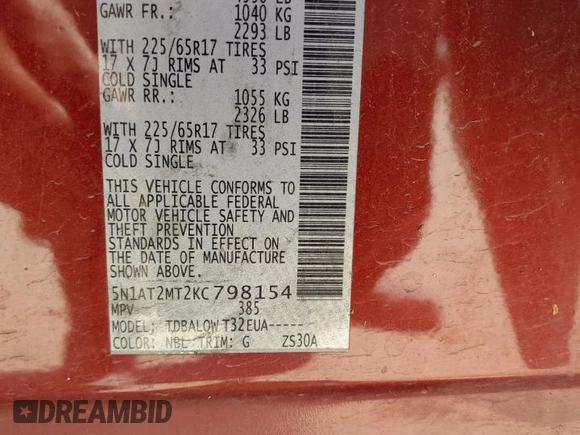 GAWR FR.: 1040 KG
2293 LB
WITH 225/65R17 TIRES
17 X 7J RIMS AT 33 PSI
COLD SINGLE
GAWR RR.: 1055 KG
2326 LB
WITH 225/65R17 TIRES
17 X 7J RIMS AT 33 PSI
COLD SINGLE
THIS VEHICLE CONFORMS TO
ALL APPLICABLE FEDERAL
MOTOR VEHICLE SAFETY AND
THEFT PREVENTION
STANDARDS IN EFFECT ON
THE DATE OF MANUFACTURE
SHOWN ABOVE.
5N1AT2MT2KC798154
MPV 385
MODEL: TDBALQWT32EUA-----
COLOR: NBL TRIM: G ZS30A
DREAMBID